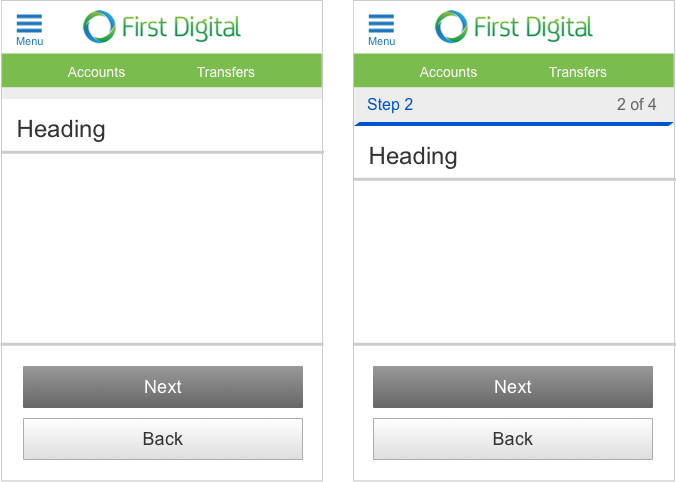 Menu
First Digital
Accounts Transfers
Heading
Next
Back
Menu
First Digital
Accounts Transfers
Step 2 2 of 4
Heading
Next
Back